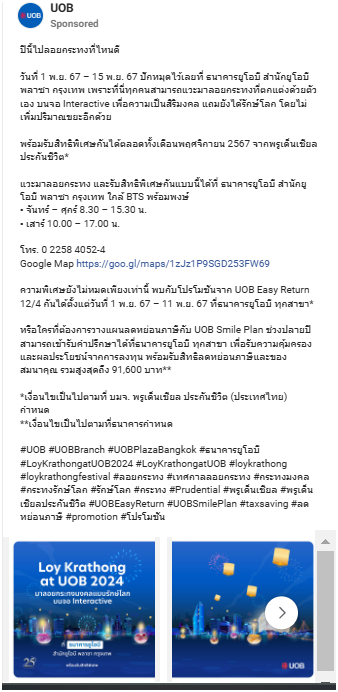 UOB
Sponsored
ปีนี้ไปลอยกระทงที่ไหนดี
วันที่ 1 พ.ย. 67 – 15 พ.ย. 67 ปักหมุดไว้เลยที่ ธนาคารยูโอบี สำนักยูโอบี
พลาซา กรุงเทพ เพราะที่นี่ทุกคนสามารถแวะมาลอยกระทงที่ตกแต่งด้วยตัว
เอง บนจอ Interactive เพื่อความเป็นสิริมงคล แถมยังได้รักษ์โลก โดยไม่
เพิ่มปริมาณขยะอีกด้วย
พร้อมรับสิทธิพิเศษกันได้ตลอดทั้งเดือนพฤศจิกายน 2567 จากพรูเด็นเชียล
ประกันชีวิต*
แวะมาลอยกระทง และรับสิทธิพิเศษกันแบบนี้ได้ที่ ธนาคารยูโอบี สำนักยู
โอบี พลาซา กรุงเทพ ใกล้ BTS พร้อมพงษ์
• จันทร์ – ศุกร์ 8.30 – 15.30 น.
• เสาร์ 10.00 – 17.00 น.
โทร. 0 2258 4052-4
Google Map https://goo.gl/maps/1zJz1P9SGD253FW69
ความพิเศษยังไม่หมดเพียงเท่านี้ พบกับโปรโมชันจาก UOB Easy Return
12/4 กันได้ตั้งแต่วันที่ 1 พ.ย. 67 – 11 พ.ย. 67 ที่ธนาคารยูโอบี ทุกสาขา*
หรือใครที่ต้องการวางแผนลดหย่อนภาษีกับ UOB Smile Plan ช่วงปลายปี
สามารถเข้ารับคำปรึกษาได้ที่ธนาคารยูโอบี ทุกสาขา เพื่อรับความคุ้มครอง
และผลประโยชน์จากการลงทุน พร้อมรับสิทธิลดหย่อนภาษีและของ
สมนาคุณ รวมสูงสุดถึง 91,600 บาท**
*เงื่อนไขเป็นไปตามที่ บมจ. พรูเด็นเชียล ประกันชีวิต (ประเทศไทย)
กำหนด
**เงื่อนไขเป็นไปตามที่ธนาคารกำหนด
#UOB #UOBBranch #UOBPlazaBangkok #ธนาคารยูโอบี
#LoyKrathongatUOB2024 #LoyKrathongatUOB #loykrathong
#loykrathongfestival #ลอยกระทง #เทศกาลลอยกระทง #กระทงมงคล
#กระทงรักษ์โลก #รักษ์โลก #กระทง #Prudential #พรูเด็นเชียล #พรูเด็น
เชียลประกันชีวิต #UOBEasyReturn #UOBSmilePlan #taxsaving #ลด
หย่อนภาษี #promotion #โปรโมชัน
Loy Krathong
at UOB 2024
มาลอยกระทงมงคลแบบรักษ์โลก
บนจอ Interactive
ธนาคารยูโอบี
สำนักยูโอบี พลาซา กรุงเทพ
25
UOB